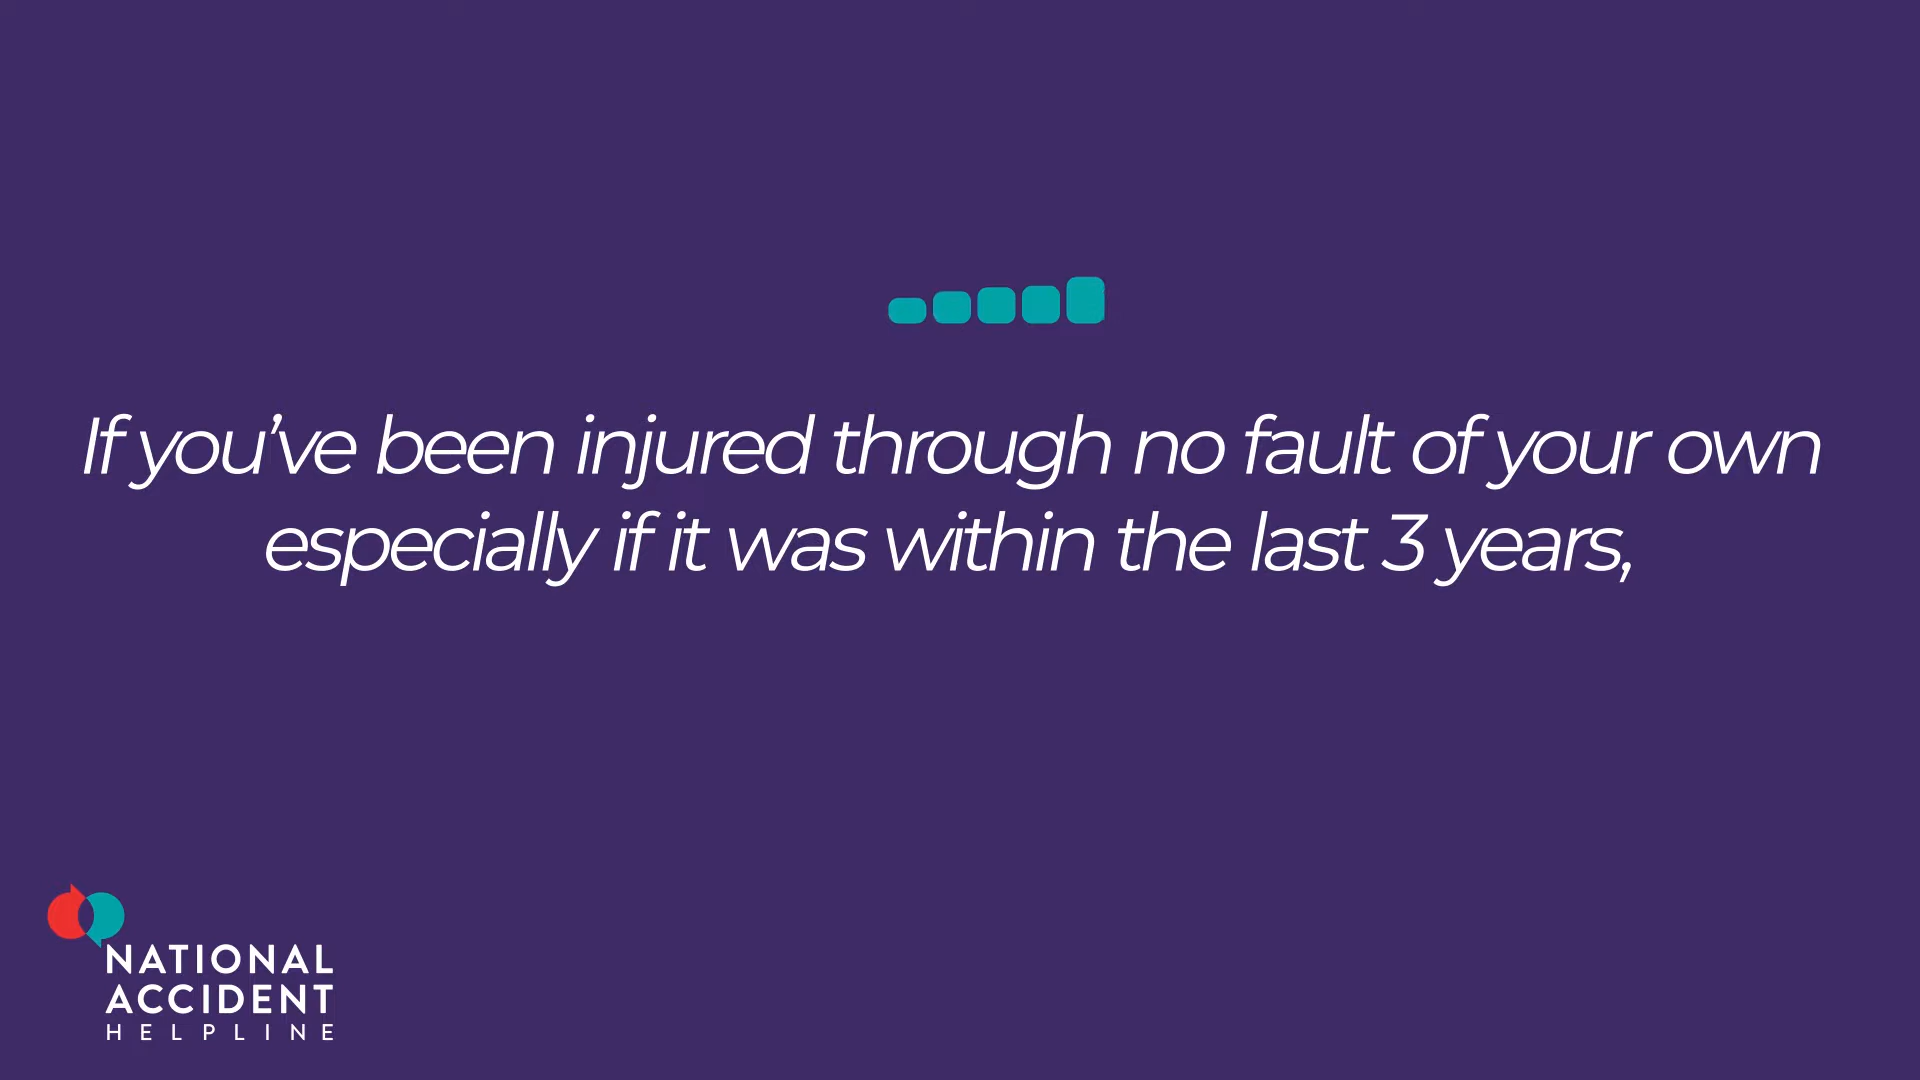 If you’ve been injured through no fault of your own
especially if it was within the last 3 years,
NATIONAL
ACCIDENT
HELPLINE